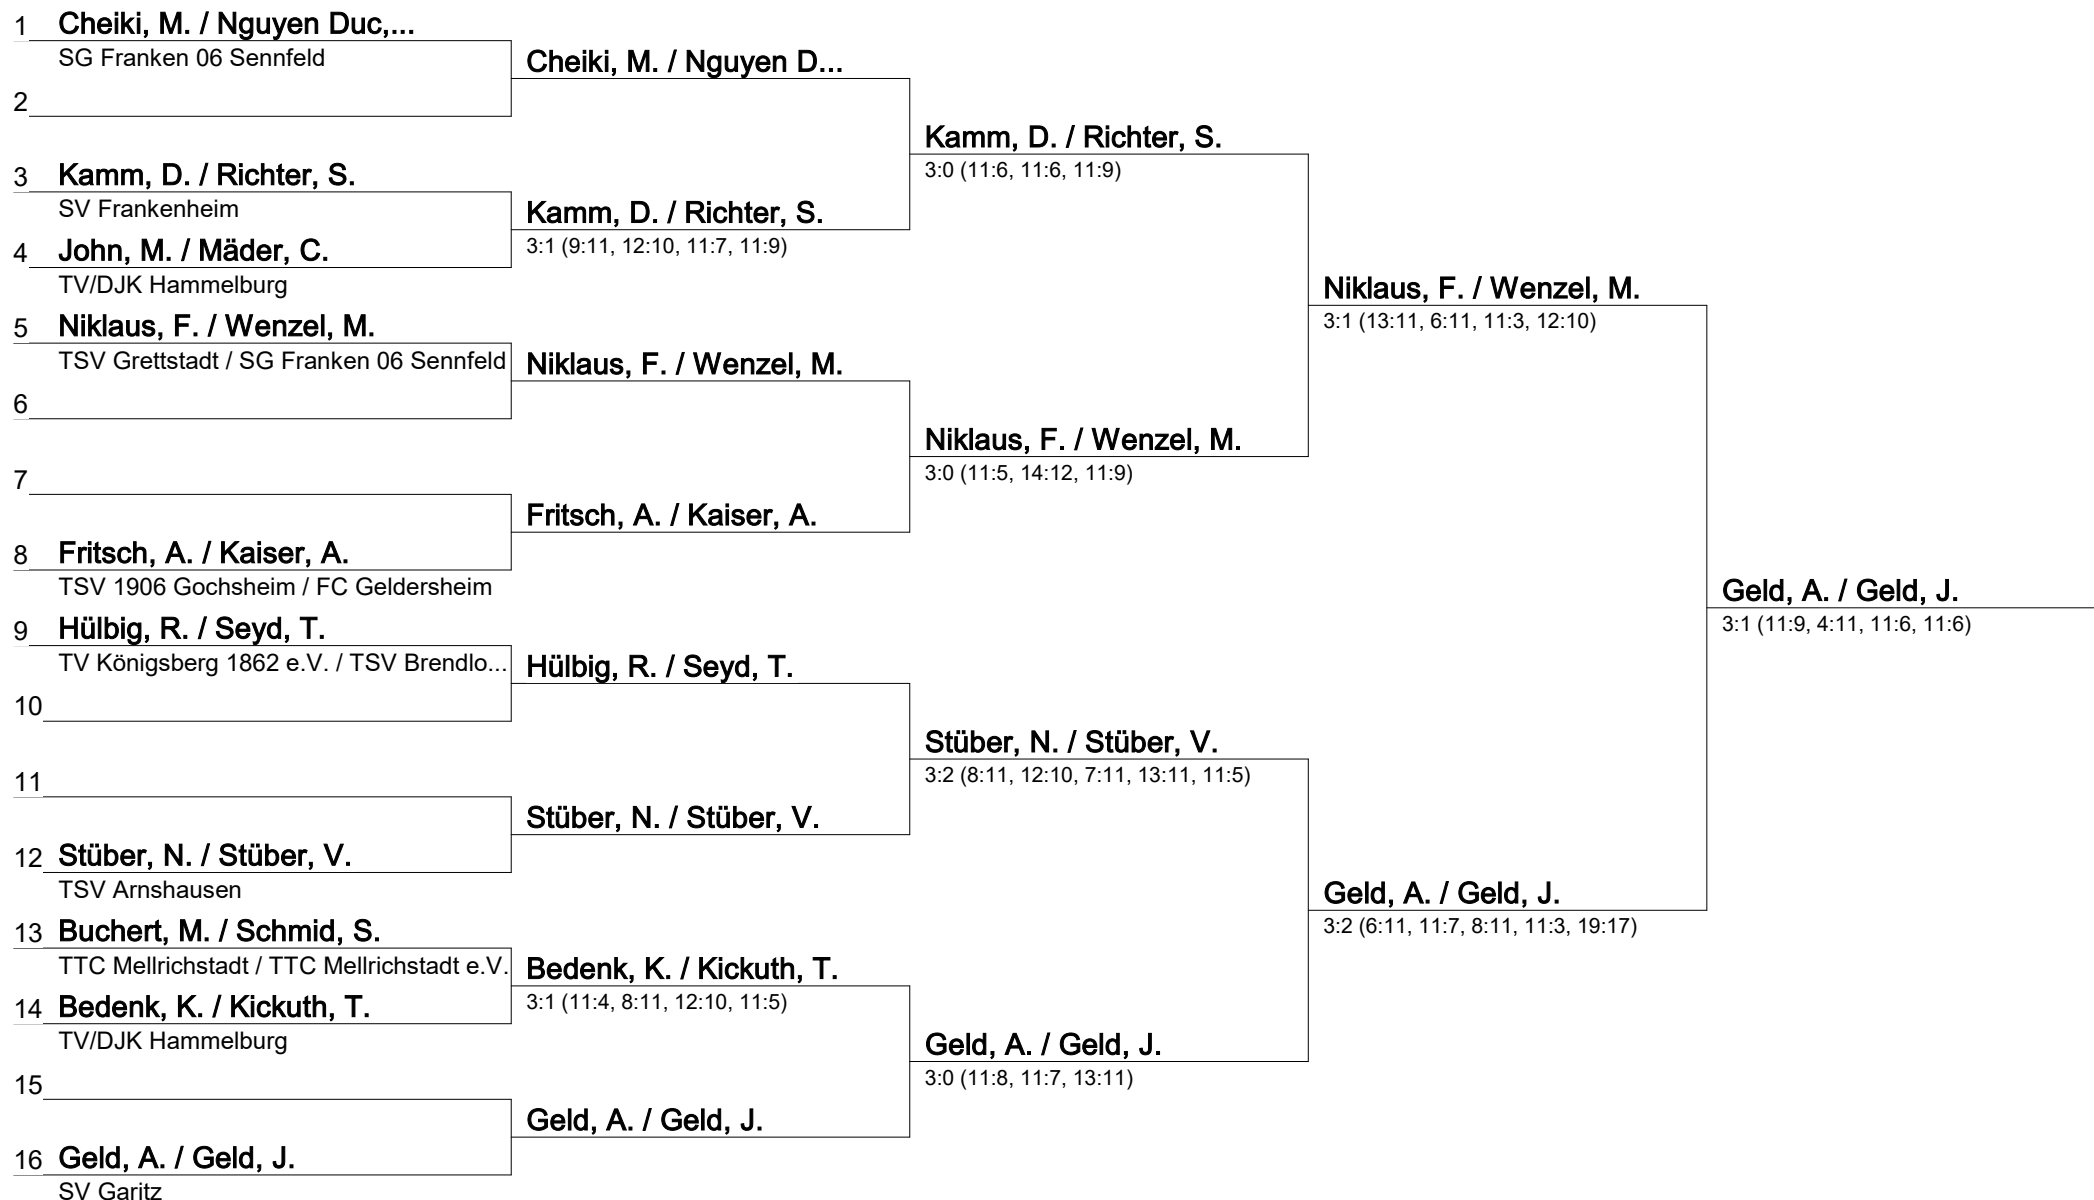 1 Cheiki, M. / Nguyen Duc,...
SG Franken 06 Sennfeld
Cheiki, M. / Nguyen D...
2
Kamm, D. / Richter, S.
3:0 (11:6, 11:6, 11:9)
3 Kamm, D. / Richter, S.
SV Frankenheim
Kamm, D. / Richter, S.
3:1 (9:11, 12:10, 11:7, 11:9)
4 John, M. / Mäder, C.
TV/DJK Hammelburg
Niklaus, F. / Wenzel, M.
3:1 (13:11, 6:11, 11:3, 12:10)
5 Niklaus, F. / Wenzel, M.
TSV Grettstadt / SG Franken 06 Sennfeld
Niklaus, F. / Wenzel, M.
6
Niklaus, F. / Wenzel, M.
3:0 (11:5, 14:12, 11:9)
7
Fritsch, A. / Kaiser, A.
8 Fritsch, A. / Kaiser, A.
TSV 1906 Gochsheim / FC Geldersheim
Geld, A. / Geld, J.
3:1 (11:9, 4:11, 11:6, 11:6)
9 Hülbig, R. / Seyd, T.
TV Königsberg 1862 e.V. / TSV Brendlo...
Hülbig, R. / Seyd, T.
10
Stüber, N. / Stüber, V.
3:2 (8:11, 12:10, 7:11, 13:11, 11:5)
11
Stüber, N. / Stüber, V.
12 Stüber, N. / Stüber, V.
TSV Arnshausen
Geld, A. / Geld, J.
3:2 (6:11, 11:7, 8:11, 11:3, 19:17)
13 Buchert, M. / Schmid, S.
TTC Mellrichstadt / TTC Mellrichstadt e.V.
Bedenk, K. / Kickuth, T.
3:1 (11:4, 8:11, 12:10, 11:5)
14 Bedenk, K. / Kickuth, T.
TV/DJK Hammelburg
Geld, A. / Geld, J.
3:0 (11:8, 11:7, 13:11)
15
Geld, A. / Geld, J.
16 Geld, A. / Geld, J.
SV Garitz